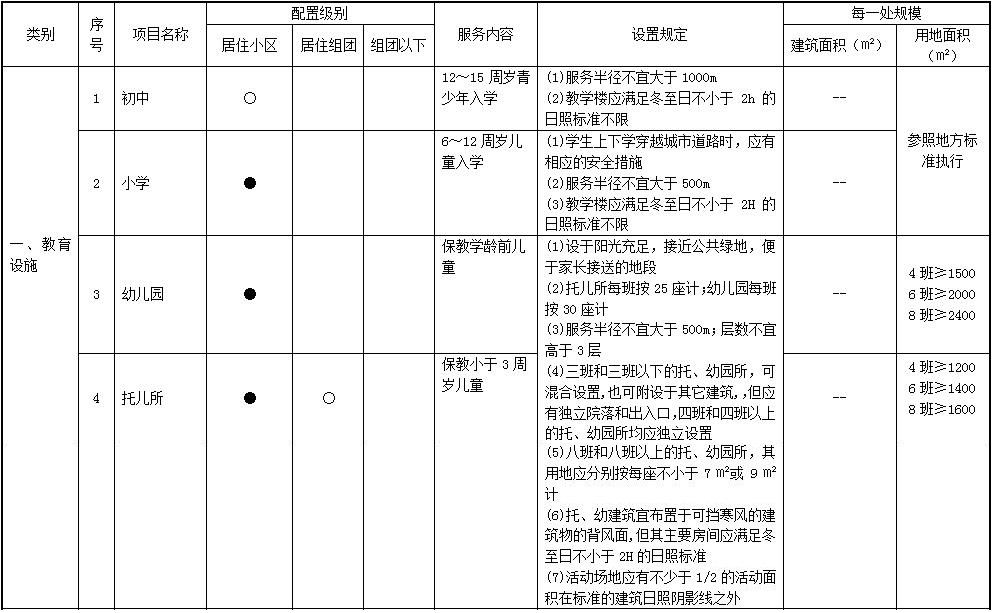 类别
序号
项目名称
配置级别
居住小区
居住组团
组团以下
服务内容
设置规定
每一处规模
建筑面积（㎡）
用地面积
（㎡）
一、教育
设施
1
初中
○
12～15 周岁青
少年入学
(1)服务半径不宜大于 1000m
(2)教学楼应满足冬至日不小于 2h 的
日照标准不限
--
参照地方标
准执行
2
小学
●
6～12 周岁儿
童入学
(1)学生上下学穿越城市道路时，应有
相应的安全措施
(2)服务半径不宜大于 500m
(3)教学楼应满足冬至日不小于 2H 的
日照标准不限
--
3
幼儿园
●
保教学龄前儿
童
(1)设于阳光充足，接近公共绿地，便
于家长接送的地段
(2)托儿所每班按 25 座计;幼儿园每班
按 30 座计
(3)服务半径不宜大于 500m；层数不宜
高于 3 层
--
4 班≥1500
6 班≥2000
8 班≥2400
4
托儿所
●
○
保教小于 3 周
岁儿童
(4)三班和三班以下的托、幼园所，可
混合设置,也可附设于其它建筑,,但应
有独立院落和出入口,四班和四班以上
的托、幼园所均应独立设置
(5)八班和八班以上的托、幼园所，其
用地应分别按每座不小于 7 ㎡或 9 ㎡
计
(6)托、幼建筑宜布置于可挡寒风的建
筑物的背风面,但其主要房间应满足冬
至日不小于 2H 的日照标准
(7)活动场地应有不少于 1/2 的活动面
积在标准的建筑日照阴影线之外
--
4 班≥1200
6 班≥1400
8 班≥1600